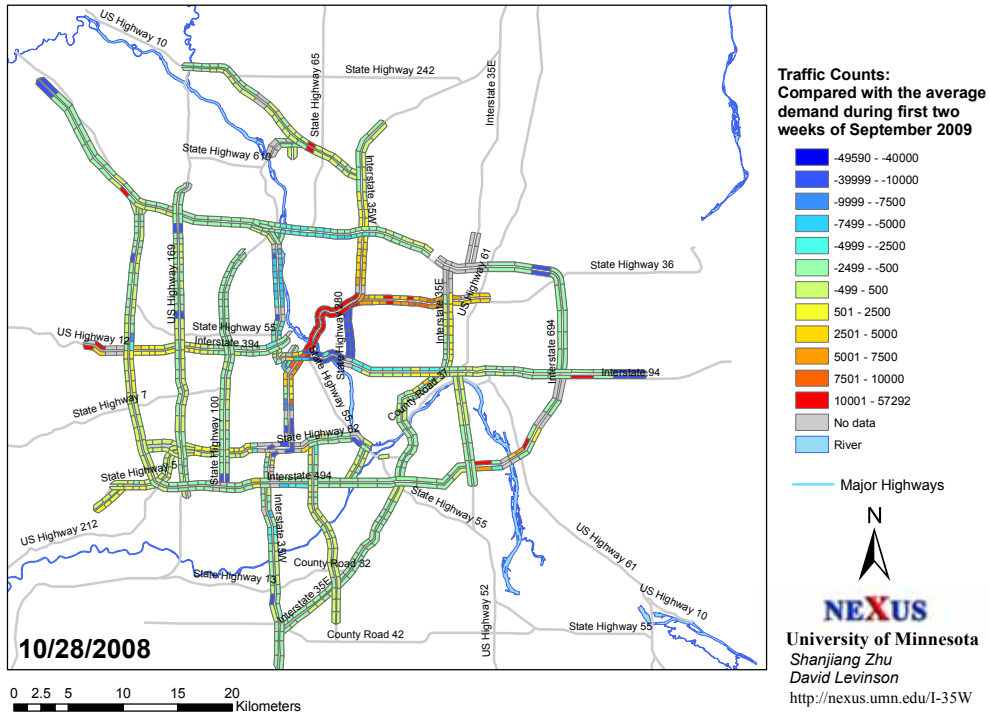 US Highway 10
State Highway 65
State Highway 242
Interstate 35E
State Highway 610
Interstate 35W
US Highway 169
US Highway 61
State Highway 36
State Highway 280
Interstate 35E
US Highway 12
State Highway 55
Interstate 394
Interstate 694
Interstate 94
State Highway 55
County Road 37
State Highway 7
State Highway 100
State Highway 62
State Highway 5
Interstate 494
State Highway 55
Interstate 35W
US Highway 212
County Road 32
US Highway 61
State Highway 13
Interstate 35E
US Highway 52
US Highway 10
State Highway 55
County Road 42
10/28/2008
0 2.5 5 10 15 20
Kilometers
Traffic Counts:
Compared with the average
demand during first two
weeks of September 2009
-49590 - -40000
-39999 - -10000
-9999 - -7500
-7499 - -5000
-4999 - -2500
-2499 - -500
-499 - 500
501 - 2500
2501 - 5000
5001 - 7500
7501 - 10000
10001 - 57292
No data
River
Major Highways
N
NEXUS
University of Minnesota
Shanjiang Zhu
David Levinson
http://nexus.umn.edu/I-35W